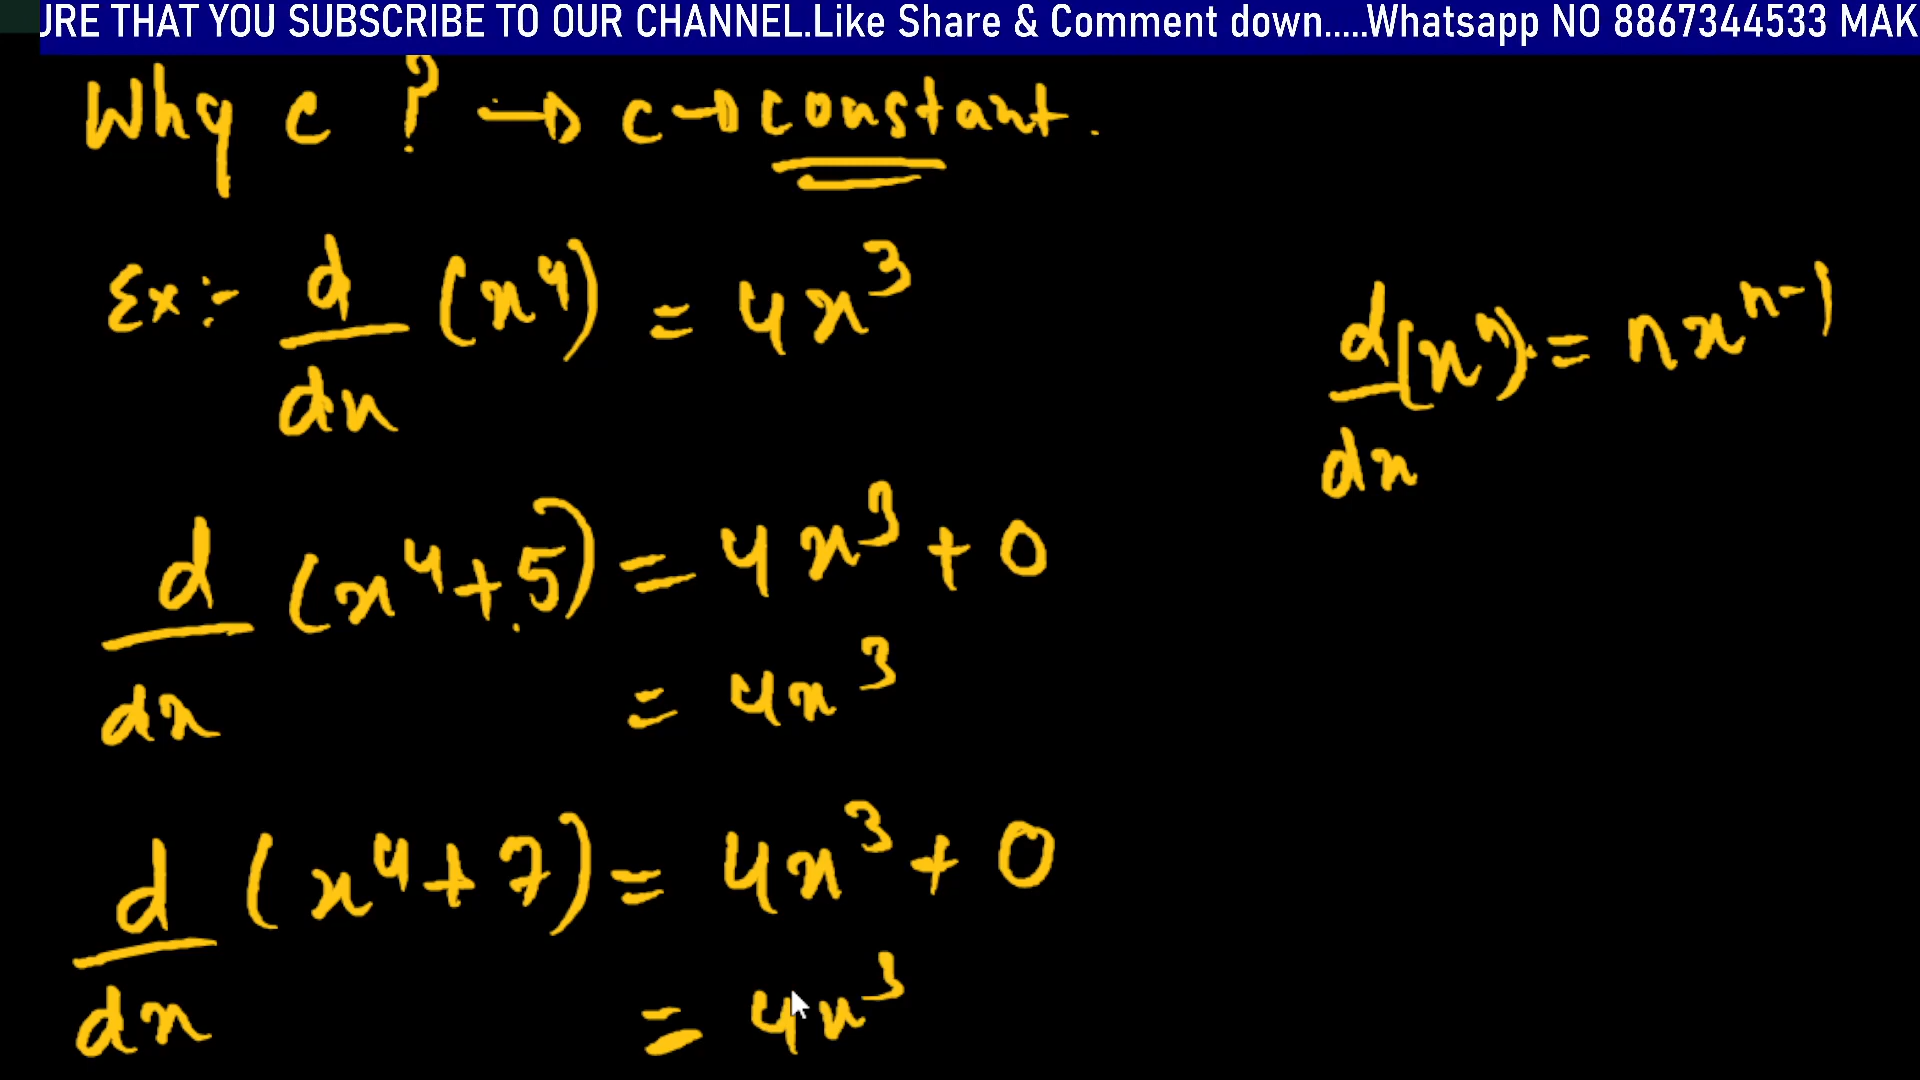 URE THAT YOU SUBSCRIBE TO OUR CHANNEL.Like Share & Comment down.....Whatsapp NO 8867344533 MAK
Why c ? → c→constant.
Ex:- d/dx (x⁴) = 4x³
d/dx (xⁿ) = nxⁿ⁻¹
d/dx (x⁴+5) = 4x³ + 0
= 4x³
d/dx (x⁴+7) = 4x³ + 0
= 4x³